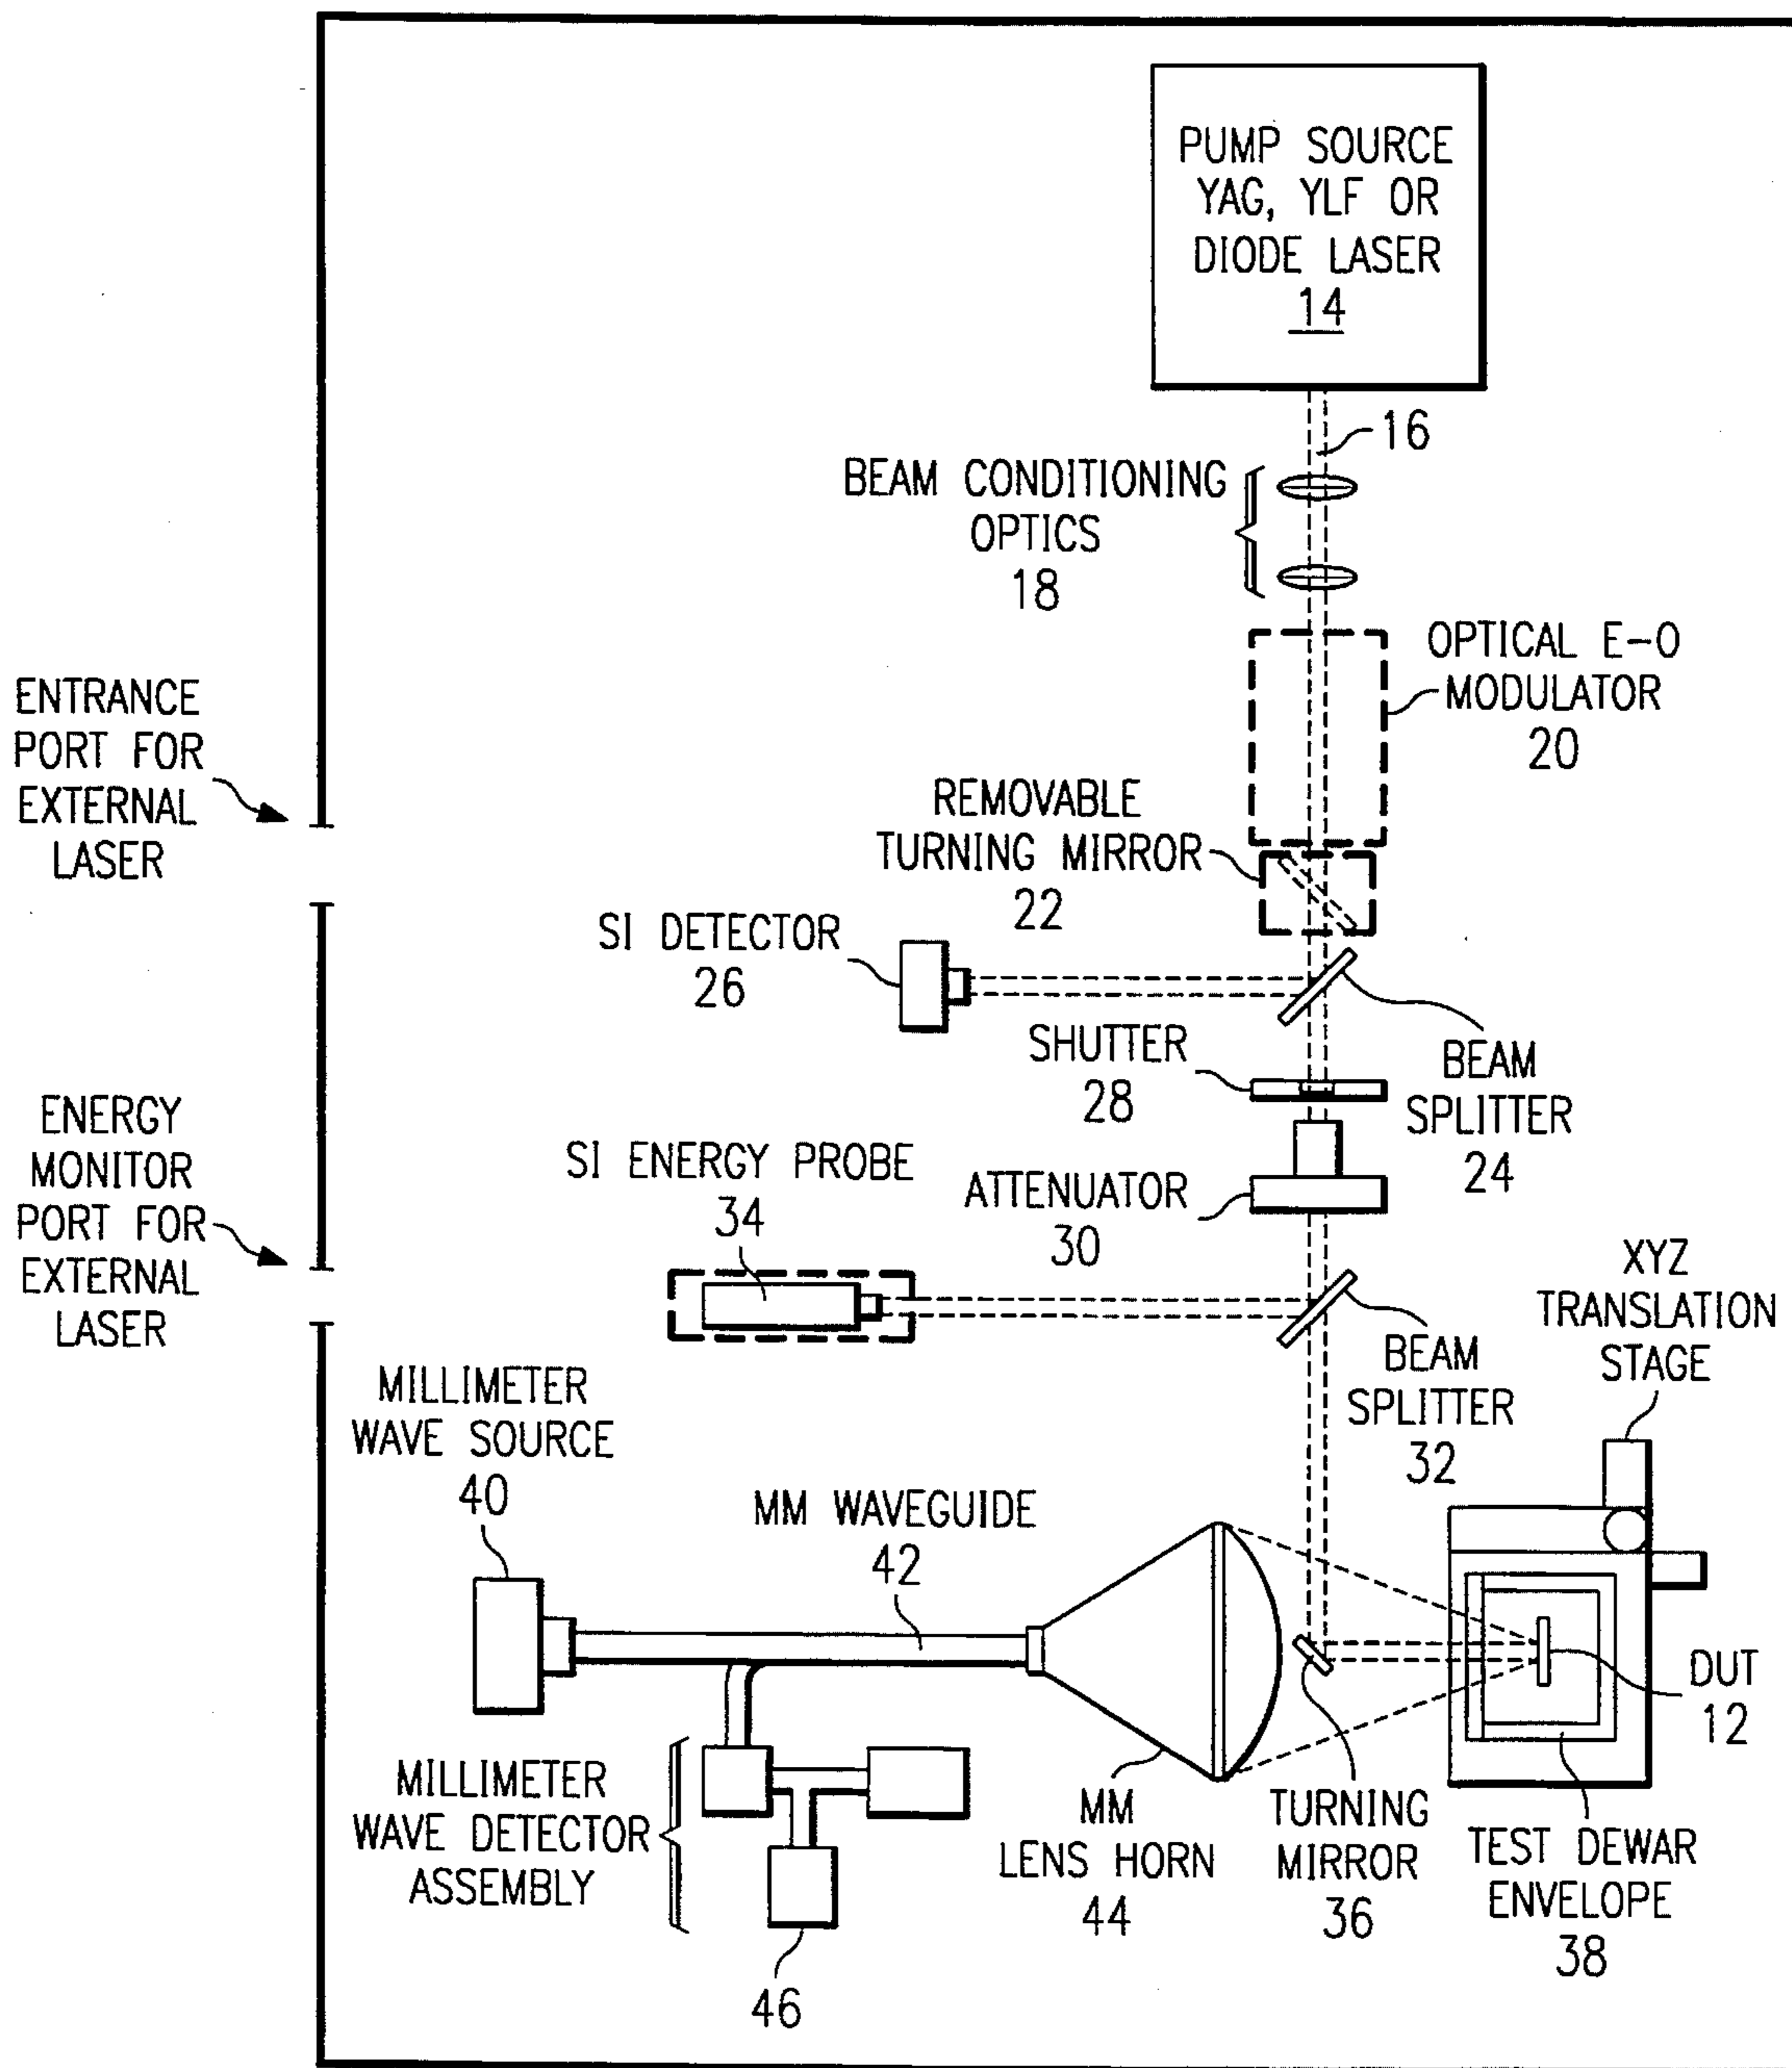 PUMP SOURCE
YAG, YLF OR
DIODE LASER
14
16
BEAM CONDITIONING
OPTICS
18
OPTICAL E-O
MODULATOR
20
ENTRANCE
PORT FOR
EXTERNAL
LASER
REMOVABLE
TURNING MIRROR
22
SI DETECTOR
26
SHUTTER
28
BEAM
SPLITTER
24
ENERGY
MONITOR
PORT FOR
EXTERNAL
LASER
SI ENERGY PROBE
34
ATTENUATOR
30
XYZ
TRANSLATION
STAGE
BEAM
SPLITTER
32
MILLIMETER
WAVE SOURCE
40
MM WAVEGUIDE
42
DUT
12
MILLIMETER
WAVE DETECTOR
ASSEMBLY
46
MM
LENS HORN
44
TURNING
MIRROR
36
TEST DEWAR
ENVELOPE
38